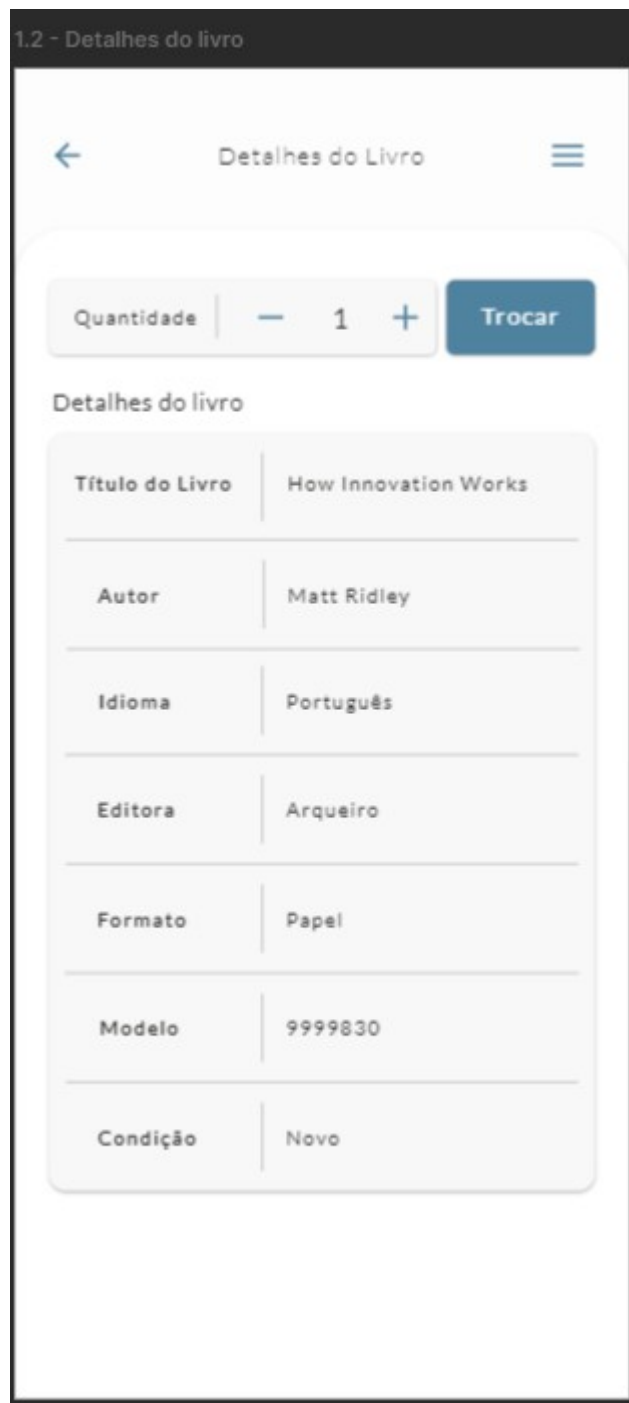 1.2 - Detalhes do livro
Detalhes do Livro
Quantidade 1 Trocar
Detalhes do livro
Título do Livro How Innovation Works
Autor Matt Ridley
Idioma Português
Editora Arqueiro
Formato Papel
Modelo 9999830
Condição Novo